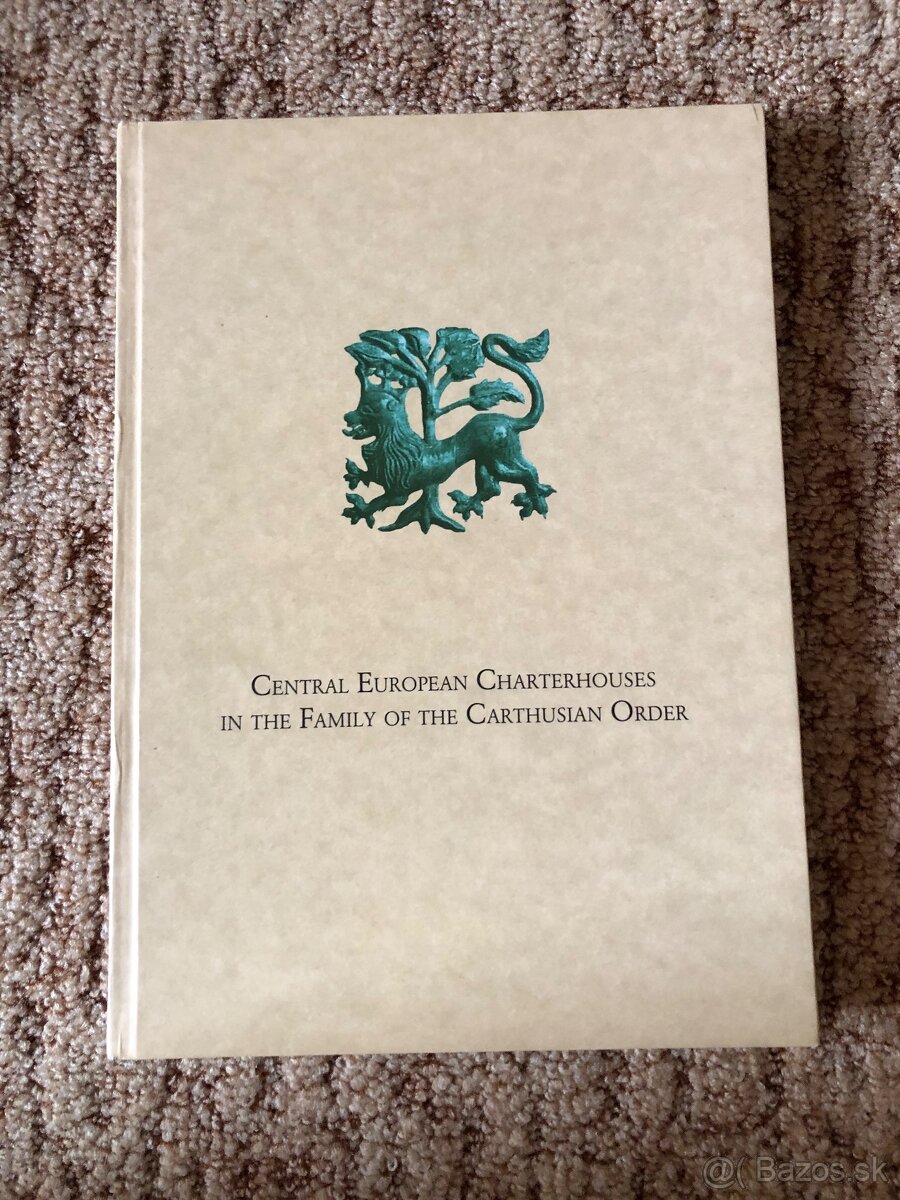 Central European Charterhouses
in the Family of the Carthusian Order
@( Bazos.sk